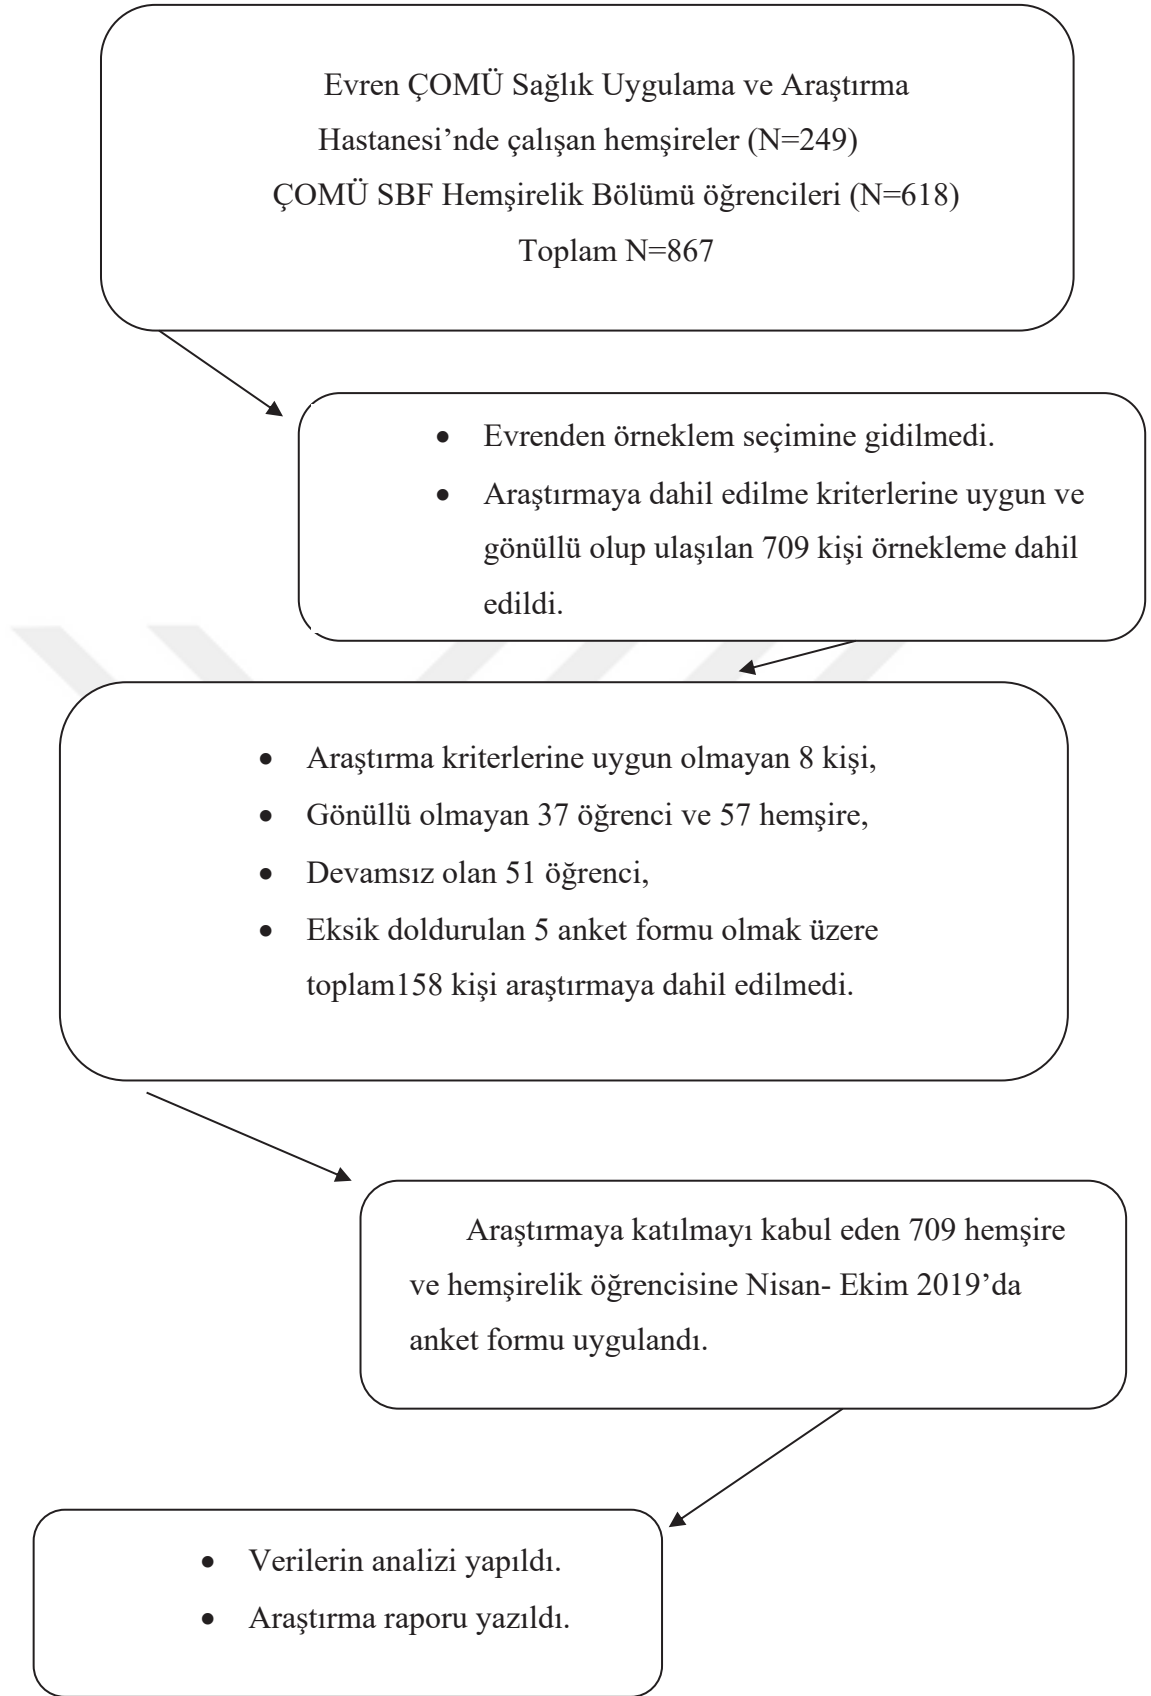 Evren ÇOMÜ Sağlık Uygulama ve Araştırma
Hastanesi’nde çalışan hemşireler (N=249)
ÇOMÜ SBF Hemşirelik Bölümü öğrencileri (N=618)
Toplam N=867
• Evrenden örneklem seçimine gidilmedi.
• Araştırmaya dahil edilme kriterlerine uygun ve
gönüllü olup ulaşılan 709 kişi örnekleme dahil
edildi.
• Araştırma kriterlerine uygun olmayan 8 kişi,
• Gönüllü olmayan 37 öğrenci ve 57 hemşire,
• Devamsız olan 51 öğrenci,
• Eksik doldurulan 5 anket formu olmak üzere
toplam158 kişi araştırmaya dahil edilmedi.
Araştırmaya katılmayı kabul eden 709 hemşire
ve hemşirelik öğrencisine Nisan- Ekim 2019’da
anket formu uygulandı.
• Verilerin analizi yapıldı.
• Araştırma raporu yazıldı.